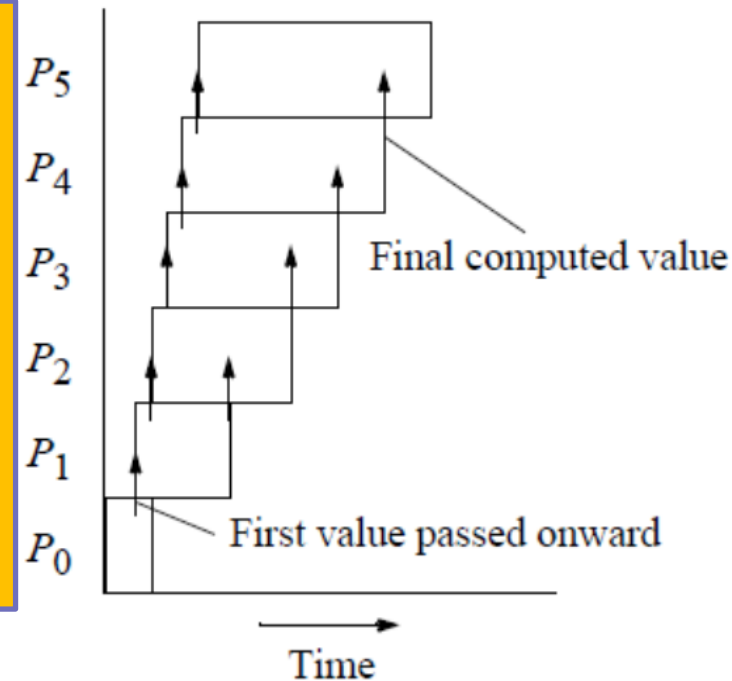 P5
P4
Final computed value
P3
P2
P1
First value passed onward
P0
Time